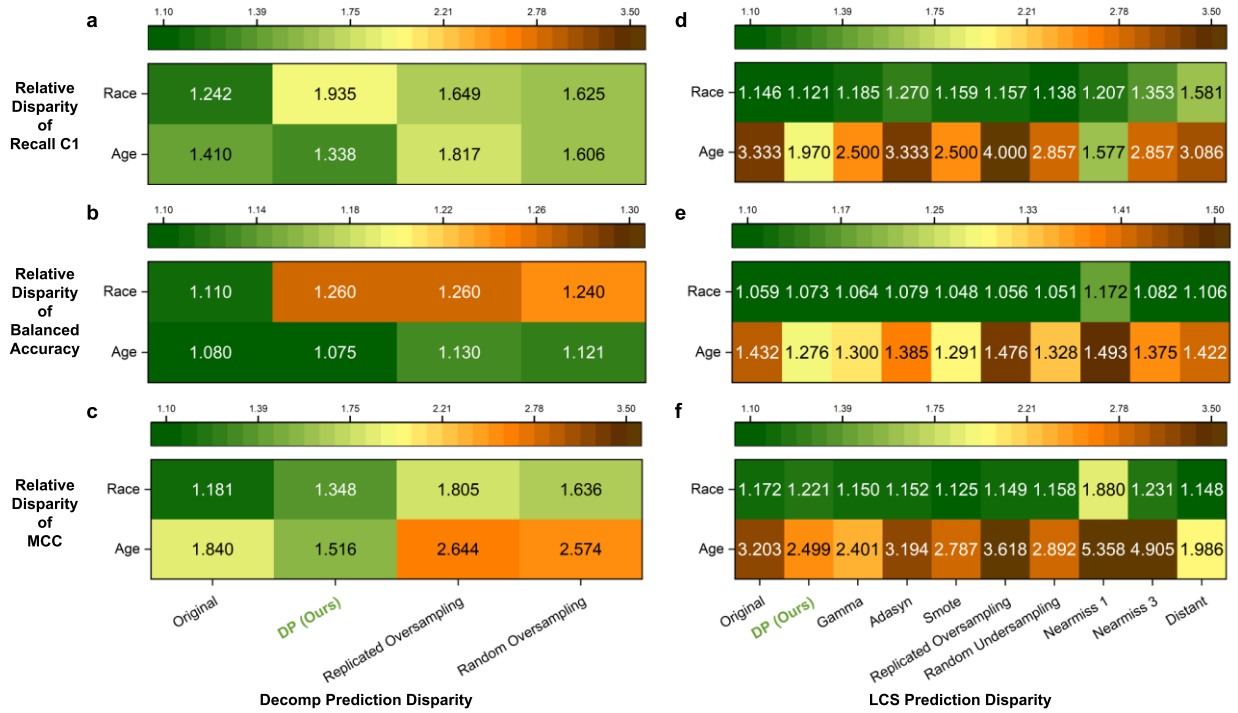 a
1.10 1.39 1.75 2.21 2.78 3.50
Relative
Disparity
of
Recall C1
Race 1.242 1.935 1.649 1.625
Age 1.410 1.338 1.817 1.606
d
1.10 1.39 1.75 2.21 2.78 3.50
Race 1.146 1.121 1.185 1.270 1.159 1.157 1.138 1.207 1.353 1.581
Age 3.333 1.970 2.500 3.333 2.500 4.000 2.857 1.577 2.857 3.086
b
1.10 1.14 1.18 1.22 1.26 1.30
Relative
Disparity
of
Balanced
Accuracy
Race 1.110 1.260 1.260 1.240
Age 1.080 1.075 1.130 1.121
e
1.10 1.17 1.25 1.33 1.41 1.50
Race 1.059 1.073 1.064 1.079 1.048 1.056 1.051 1.172 1.082 1.106
Age 1.432 1.276 1.300 1.385 1.291 1.476 1.328 1.493 1.375 1.422
c
1.10 1.39 1.75 2.21 2.78 3.50
Relative
Disparity
of
MCC
Race 1.181 1.348 1.805 1.636
Age 1.840 1.516 2.644 2.574
Original
DP (Ours)
Replicated Oversampling
Random Oversampling
Decomp Prediction Disparity
f
1.10 1.39 1.75 2.21 2.78 3.50
Race 1.172 1.221 1.150 1.152 1.125 1.149 1.158 1.880 1.231 1.148
Age 3.203 2.499 2.401 3.194 2.787 3.618 2.892 5.358 4.905 1.986
Original
DP (Ours)
Gamma
Adasyn
Smote
Replicated Oversampling
Random Undersampling
Nearmiss 1
Nearmiss 3
Distant
LCS Prediction Disparity